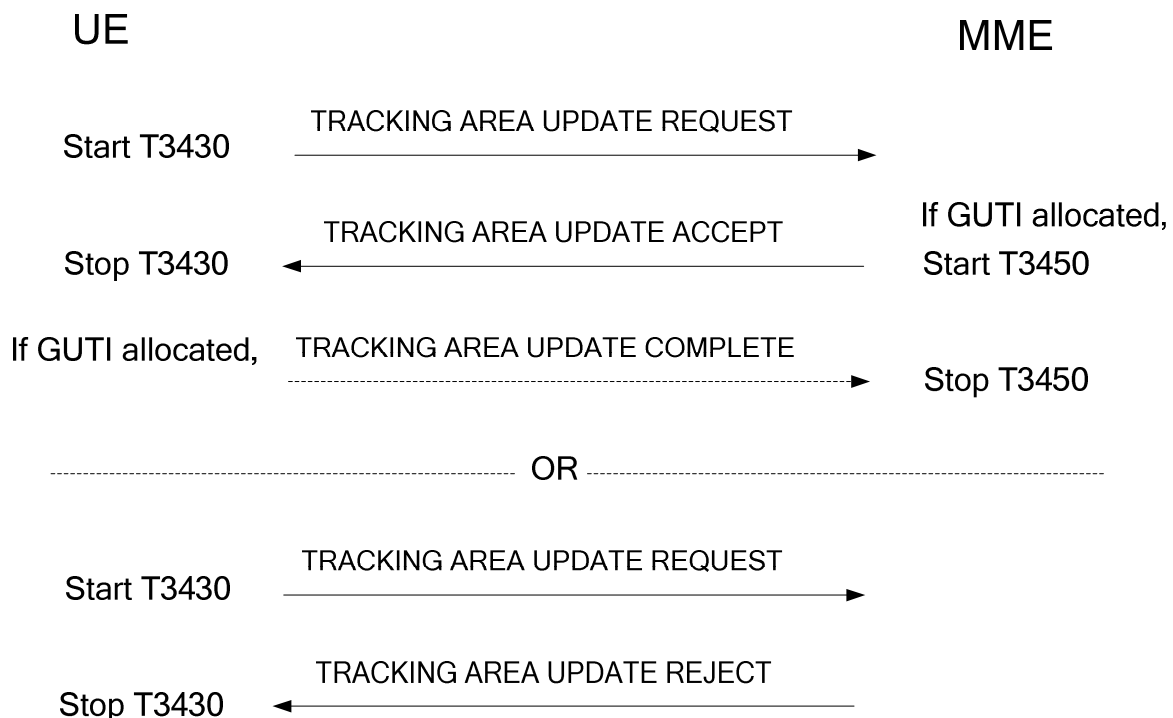 UE
MME
TRACKING AREA UPDATE REQUEST
Start T3430
If GUTI allocated,
TRACKING AREA UPDATE ACCEPT
Stop T3430
Start T3450
If GUTI allocated,
TRACKING AREA UPDATE COMPLETE
Stop T3450
OR
TRACKING AREA UPDATE REQUEST
Start T3430
TRACKING AREA UPDATE REJECT
Stop T3430